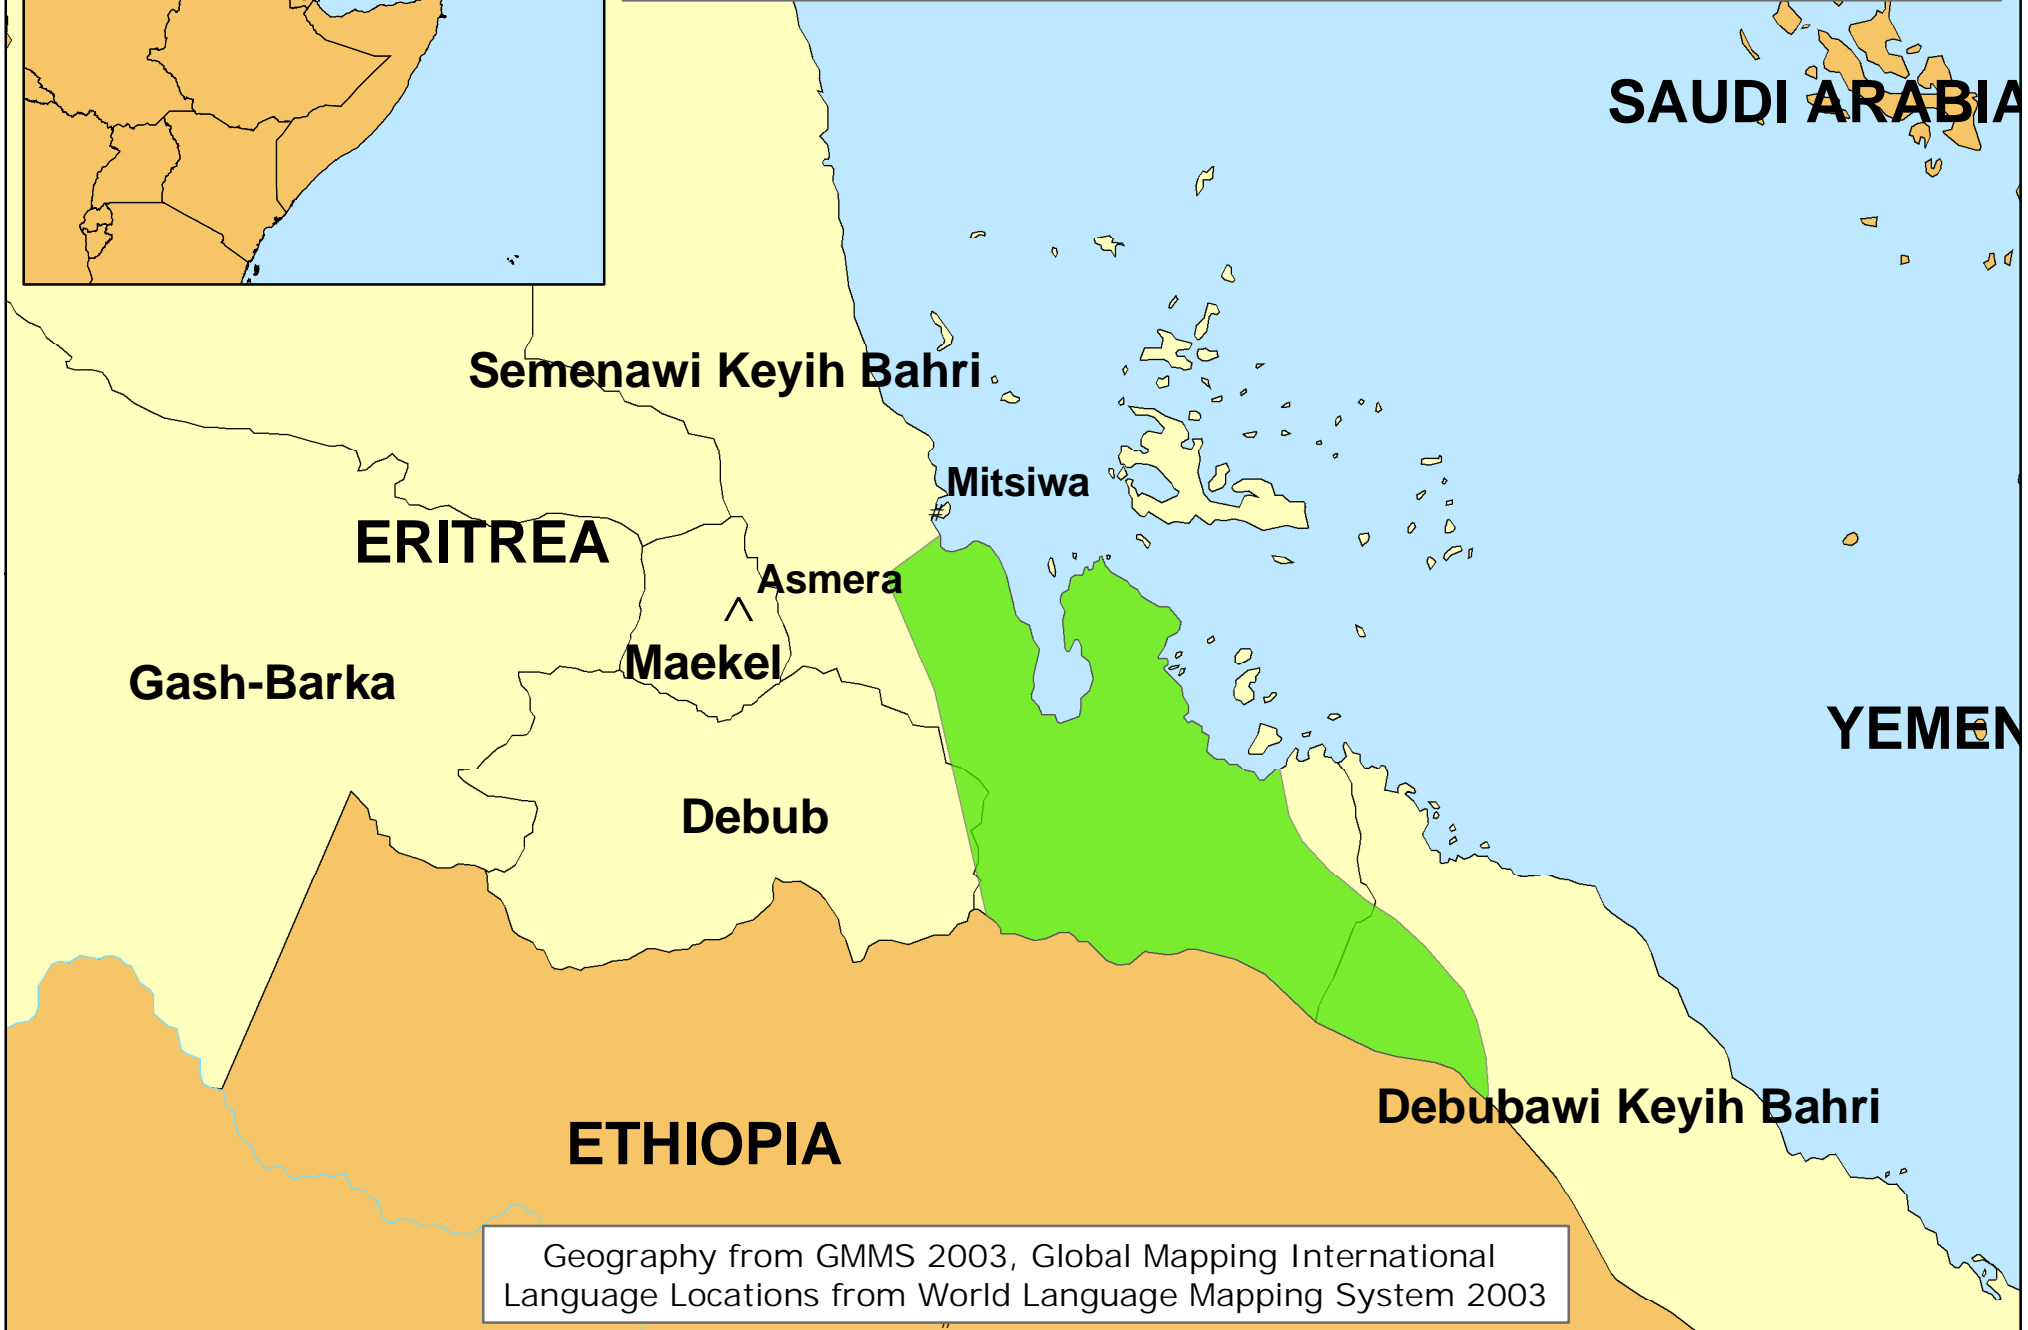 SAUDI ARABIA
Semenawi Keyih Bahri
Mitsiwa
ERITREA
Asmera
Maekel
Gash-Barka
YEMEN
Debub
Debubawi Keyih Bahri
ETHIOPIA
Geography from GMMS 2003, Global Mapping International
Language Locations from World Language Mapping System 2003